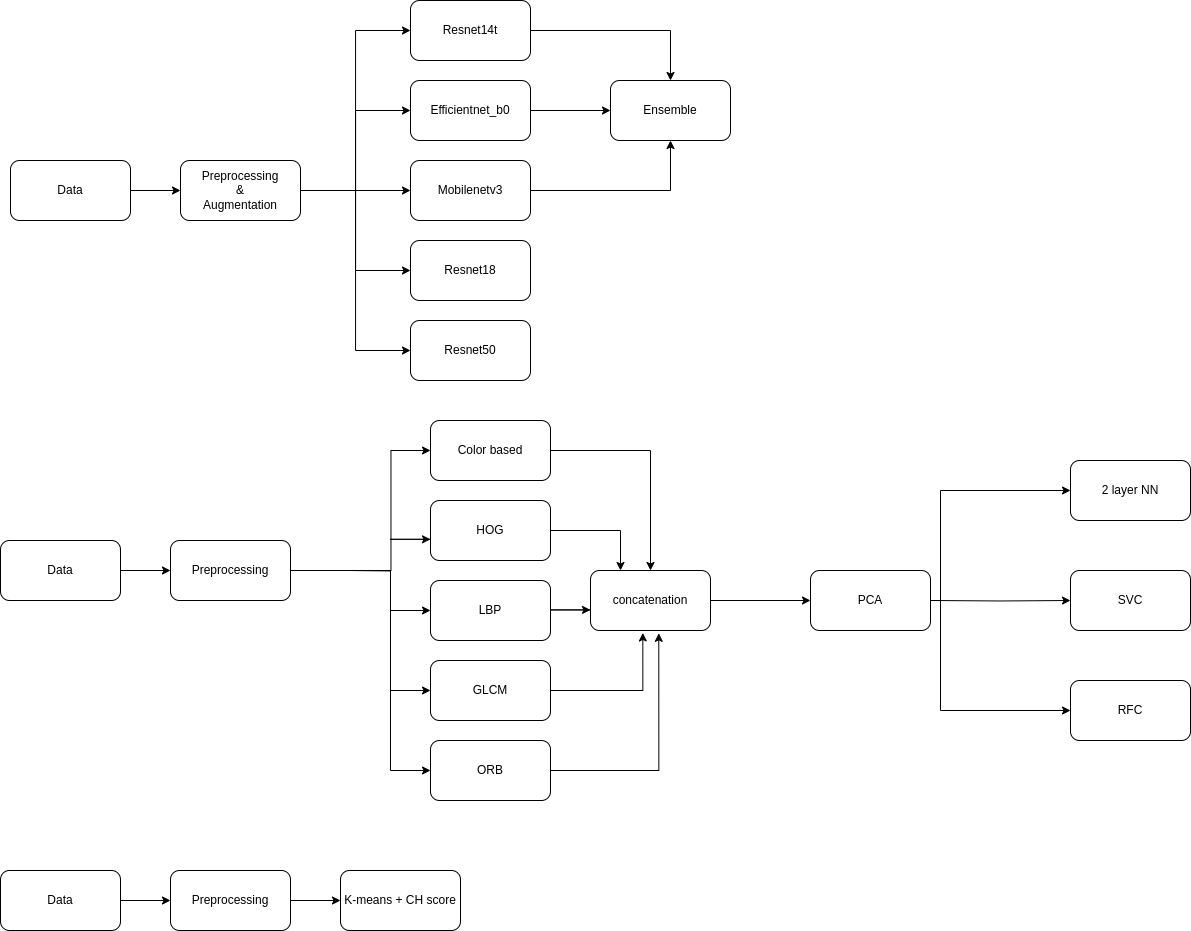 Resnet14t
Efficientnet_b0
Ensemble
Data
Preprocessing
&
Augmentation
Mobilenetv3
Resnet18
Resnet50
Color based
HOG
2 layer NN
Data
Preprocessing
LBP
concatenation
PCA
SVC
GLCM
RFC
ORB
Data
Preprocessing
K-means + CH score